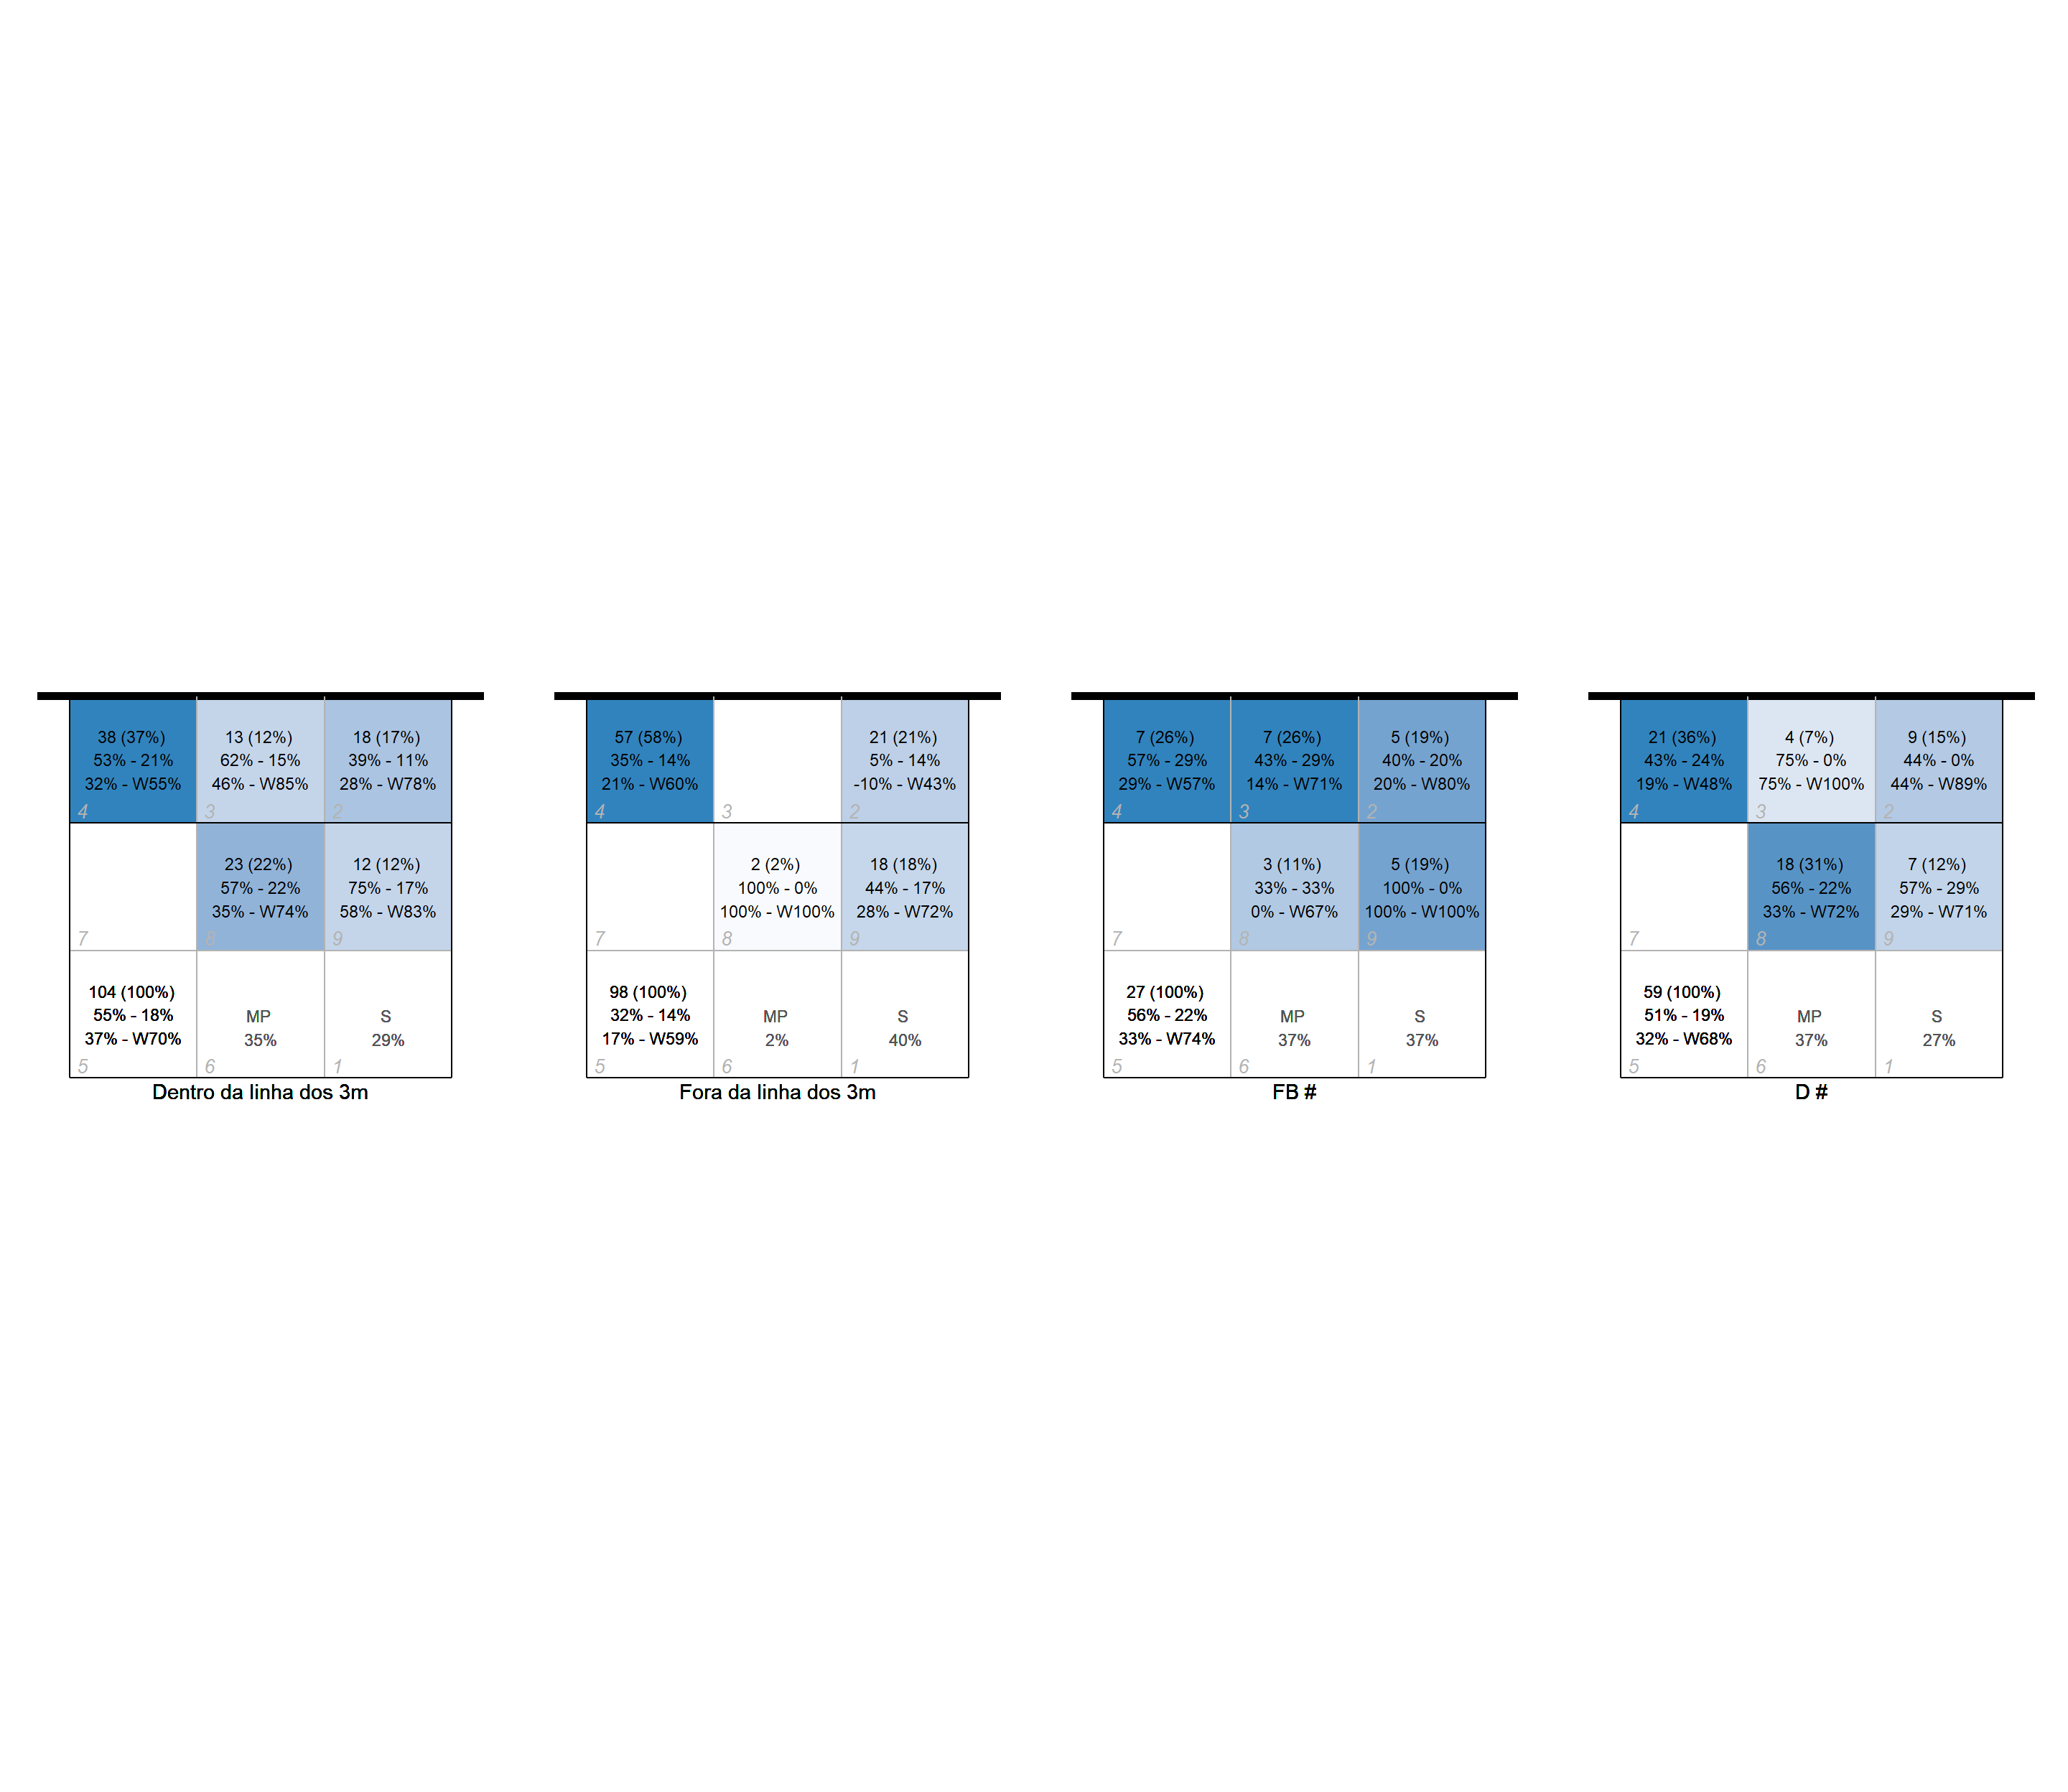 38 (37%)
53% - 21%
32% - W55%
4
13 (12%)
62% - 15%
46% - W85%
3
18 (17%)
39% - 11%
28% - W78%
2
7
23 (22%)
57% - 22%
35% - W74%
8
12 (12%)
75% - 17%
58% - W83%
9
104 (100%)
55% - 18%
37% - W70%
5
MP
35%
6
S
29%
1
Dentro da linha dos 3m
57 (58%)
35% - 14%
21% - W60%
4
3
21 (21%)
5% - 14%
-10% - W43%
2
7
2 (2%)
100% - 0%
100% - W100%
8
18 (18%)
44% - 17%
28% - W72%
9
98 (100%)
32% - 14%
17% - W59%
5
MP
2%
6
S
40%
1
Fora da linha dos 3m
7 (26%)
57% - 29%
29% - W57%
4
7 (26%)
43% - 29%
14% - W71%
3
5 (19%)
40% - 20%
20% - W80%
2
7
3 (11%)
33% - 33%
0% - W67%
8
5 (19%)
100% - 0%
100% - W100%
9
27 (100%)
56% - 22%
33% - W74%
5
MP
37%
6
S
37%
1
FB #
21 (36%)
43% - 24%
19% - W48%
4
4 (7%)
75% - 0%
75% - W100%
3
9 (15%)
44% - 0%
44% - W89%
2
7
18 (31%)
56% - 22%
33% - W72%
8
7 (12%)
57% - 29%
29% - W71%
9
59 (100%)
51% - 19%
32% - W68%
5
MP
37%
6
S
27%
1
D #